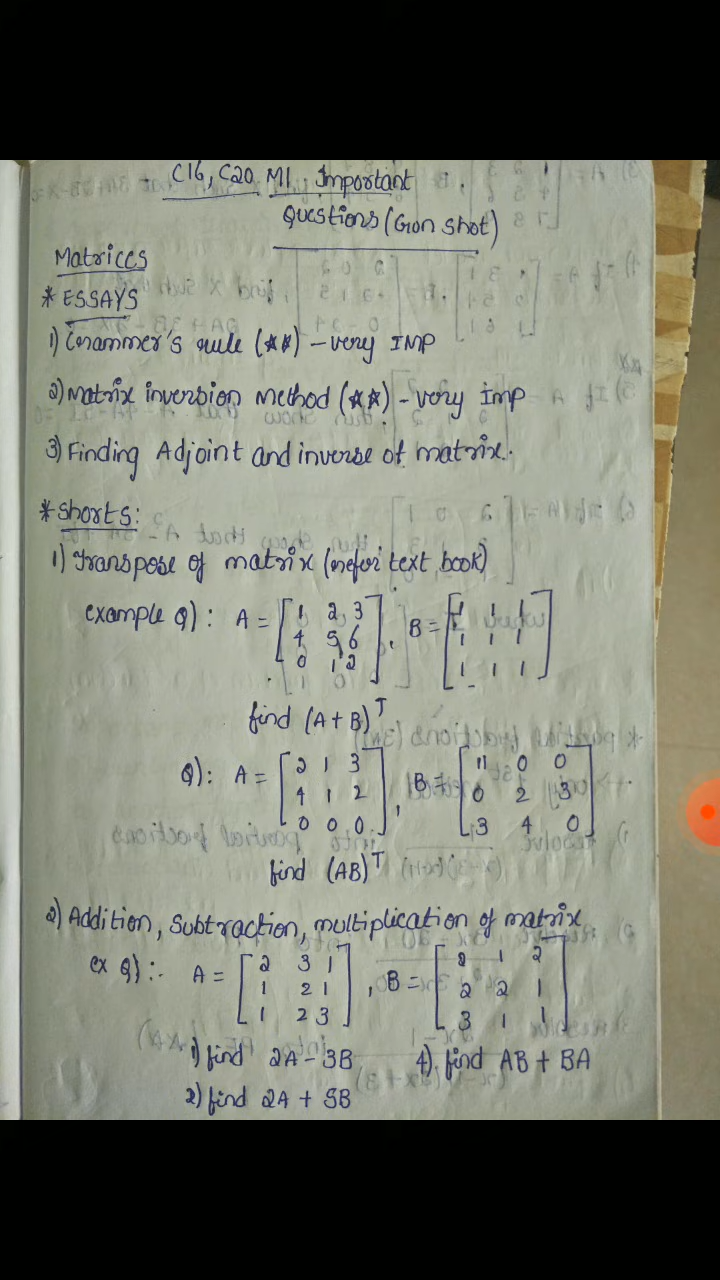 C16, C20 M1. Important
Questions (Gon shot)
Matrices
* ESSAYS
1) Crammer's rule (**) - very IMP
2) Matrix inversion Method (**) - very imp
3) Finding Adjoint and inverse of matrix.
* Shorts:
1) Transpose of matrix (refer text book)
example Q): A = [1 2 3
4 5 6
0 1 2], B = [1 1 1
1 1 1
1 1 1]
find (A + B)^T
Q): A = [2 1 3
4 1 2
0 0 0], B = [11 0 0
0 2 3
3 4 0]
find (AB)^T
2) Addition, Subtraction, multiplication of matrix
ex Q):- A = [2 3 1
1 2 1
1 2 3], B = [2 1 2
2 2 1
3 1 1]
1) find 2A - 3B 4) find AB + BA
2) find 2A + 5B